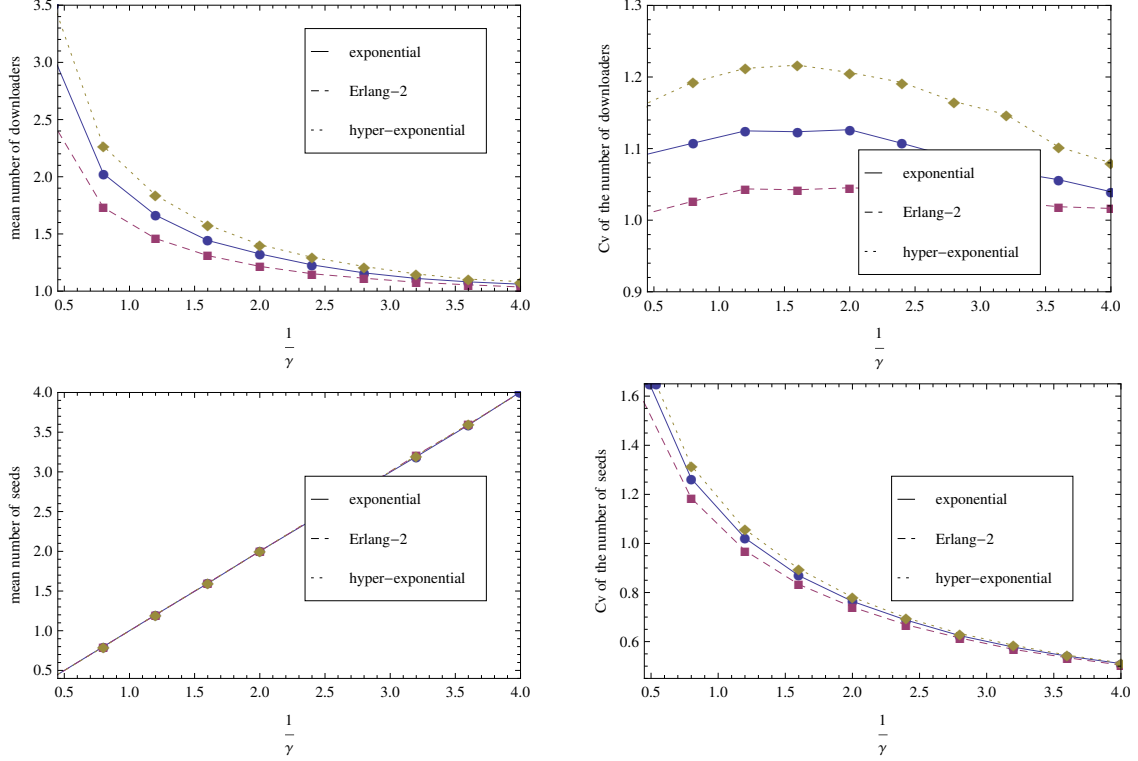 mean number of downloaders
3.5
3.0
2.5
2.0
1.5
1.0
exponential
Erlang−2
hyper−exponential
0.5 1.0 1.5 2.0 2.5 3.0 3.5 4.0
1
γ
Cv of the number of downloaders
1.3
1.2
1.1
1.0
0.9
exponential
Erlang−2
hyper−exponential
0.5 1.0 1.5 2.0 2.5 3.0 3.5 4.0
1
γ
mean number of seeds
4.0
3.5
3.0
2.5
2.0
1.5
1.0
0.5
exponential
Erlang−2
hyper−exponential
0.5 1.0 1.5 2.0 2.5 3.0 3.5 4.0
1
γ
Cv of the number of seeds
1.6
1.4
1.2
1.0
0.8
0.6
exponential
Erlang−2
hyper−exponential
0.5 1.0 1.5 2.0 2.5 3.0 3.5 4.0
1
γ